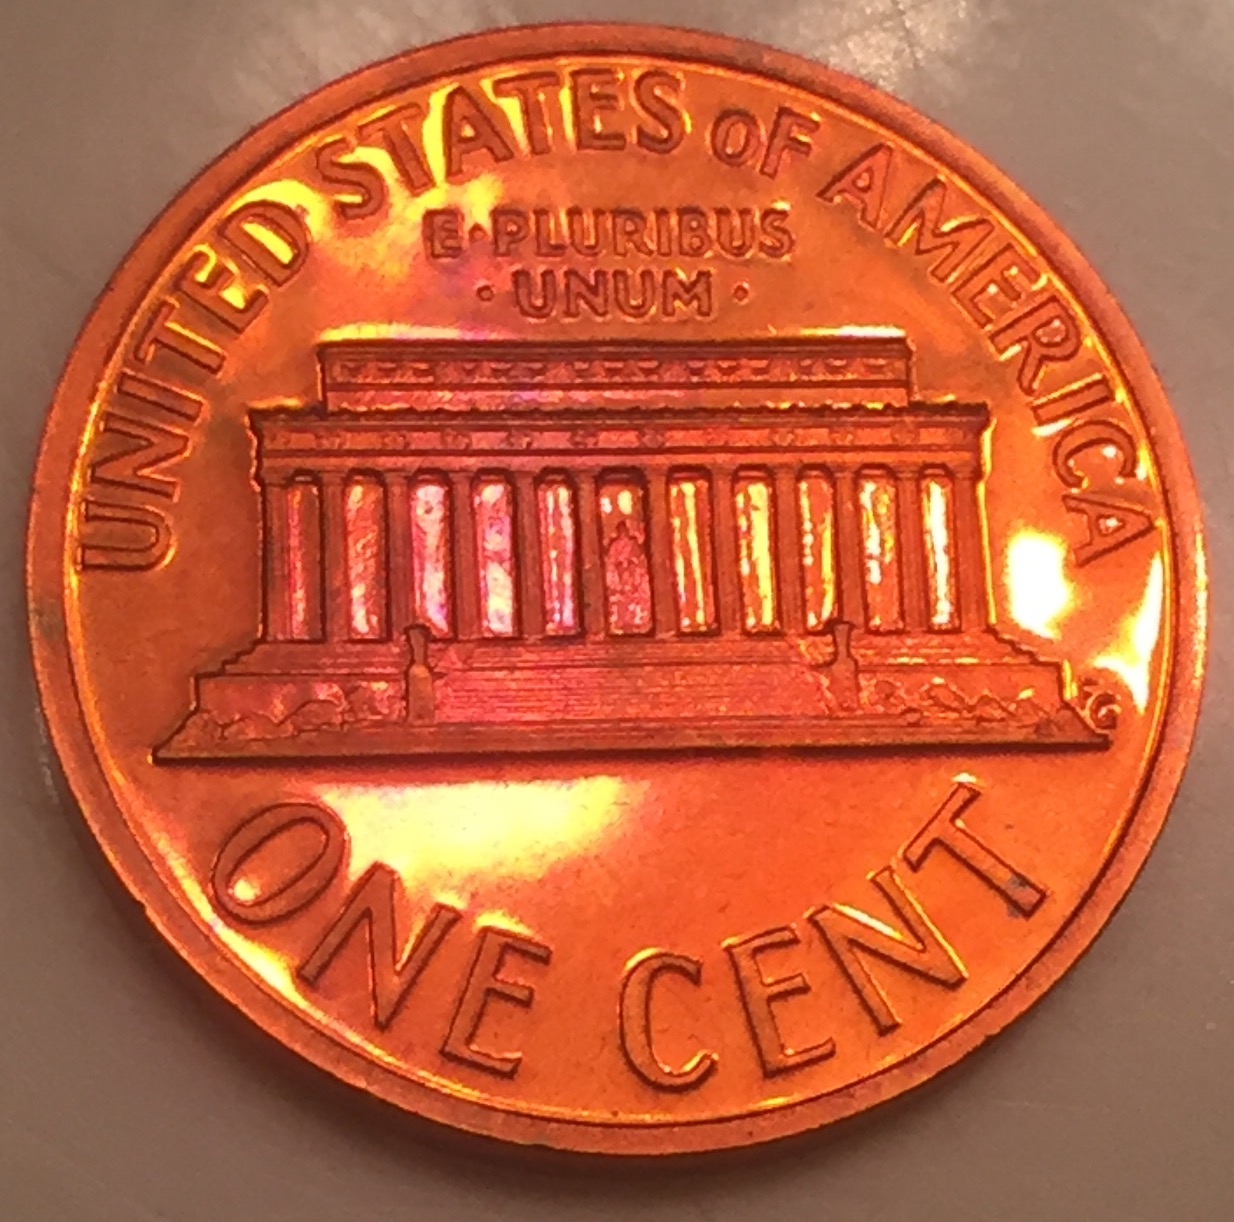 UNITED STATES OF AMERICA
E·PLURIBUS
·UNUM·
FG
ONE CENT